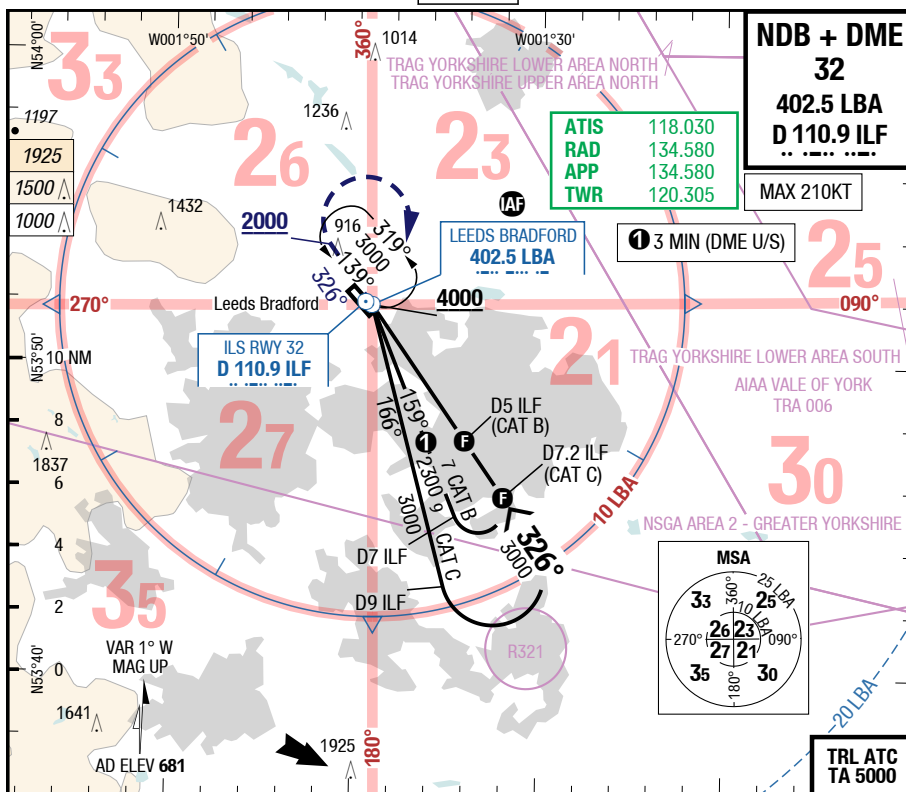 NDB + DME
32
402.5 LBA
D 110.9 ILF
MAX 210KT
ATIS 118.030
RAD 134.580
APP 134.580
TWR 120.305
1 3 MIN (DME U/S)
N54°00'
W001°50'
360°
1014
W001°30'
TRAG YORKSHIRE LOWER AREA NORTH
TRAG YORKSHIRE UPPER AREA NORTH
33
1197
1925
1500
1000
1236
26
23
1432
2000
916
319°
3000
139°
326°
IAF
LEEDS BRADFORD
402.5 LBA
25
270°
Leeds Bradford
4000
090°
ILS RWY 32
D 110.9 ILF
N53°50'
10 NM
8
6
4
2
0
21
TRAG YORKSHIRE LOWER AREA SOUTH
AIAA VALE OF YORK
TRA 006
27
1837
159°
166°
1
F
D5 ILF
(CAT B)
D7.2 ILF
(CAT C)
F
7 CAT B
2300 9
3000
CAT C
326°
3000
10 LBA
30
NSGA AREA 2 - GREATER YORKSHIRE
D7 ILF
D9 ILF
35
VAR 1° W
MAG UP
N53°40'
R321
MSA
360°
25 LBA
33
25
10 LBA
26 23
270°
090°
27 21
35
30
180°
1641
AD ELEV 681
1925
180°
20 LBA
TRL ATC
TA 5000